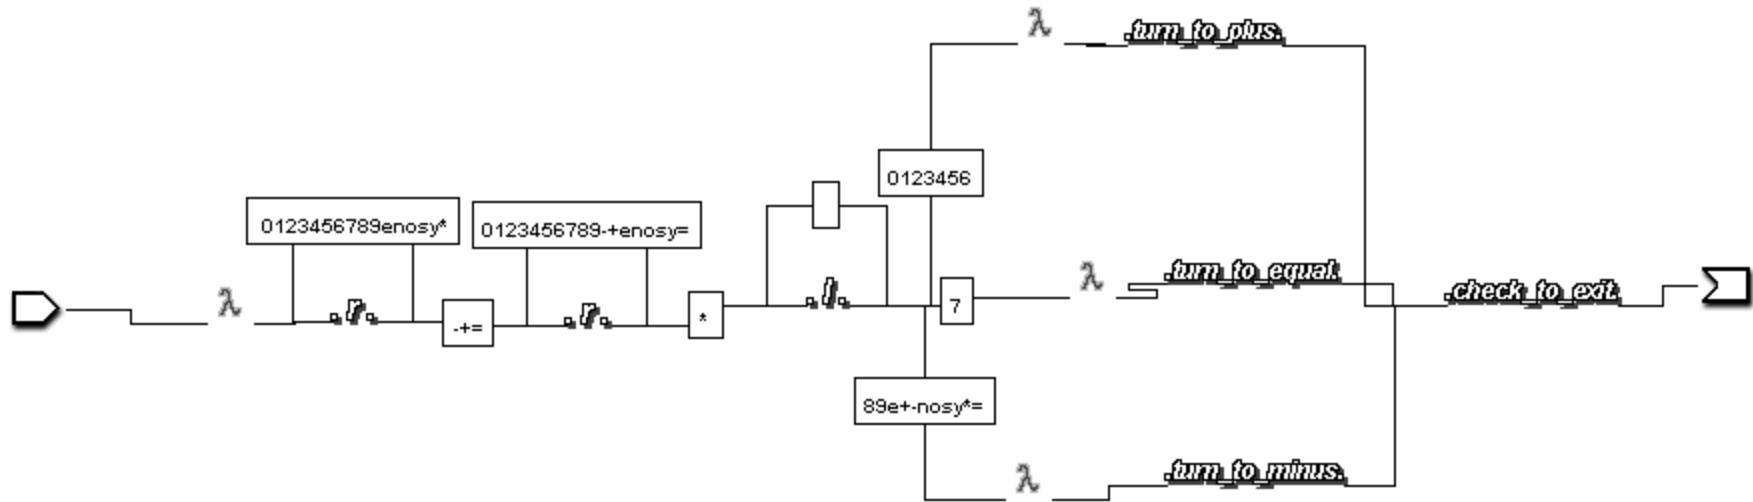 λ
.turn_to_plus.
0123456
0123456789enosy*
0123456789-+enosy=
λ
.r.
-+=
.r.
*
.l.
7
λ
.turn_to_equal.
.check_to_exit.
89e+-nosy*=
λ
.turn_to_minus.